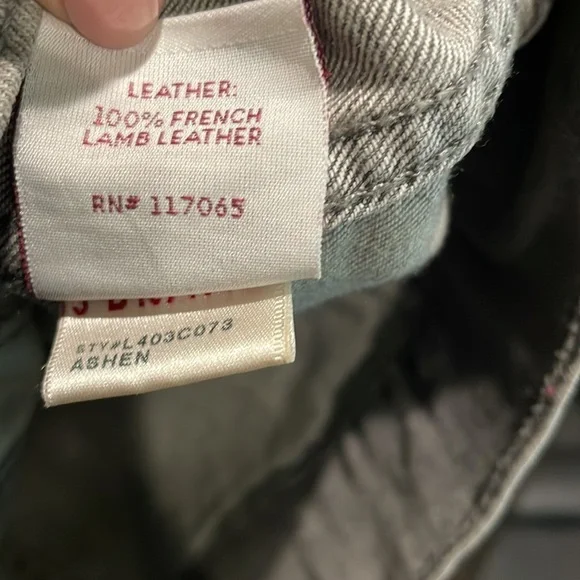 LEATHER:
100% FRENCH
LAMB LEATHER
RN# 117065
STY#L403C073
ASHEN